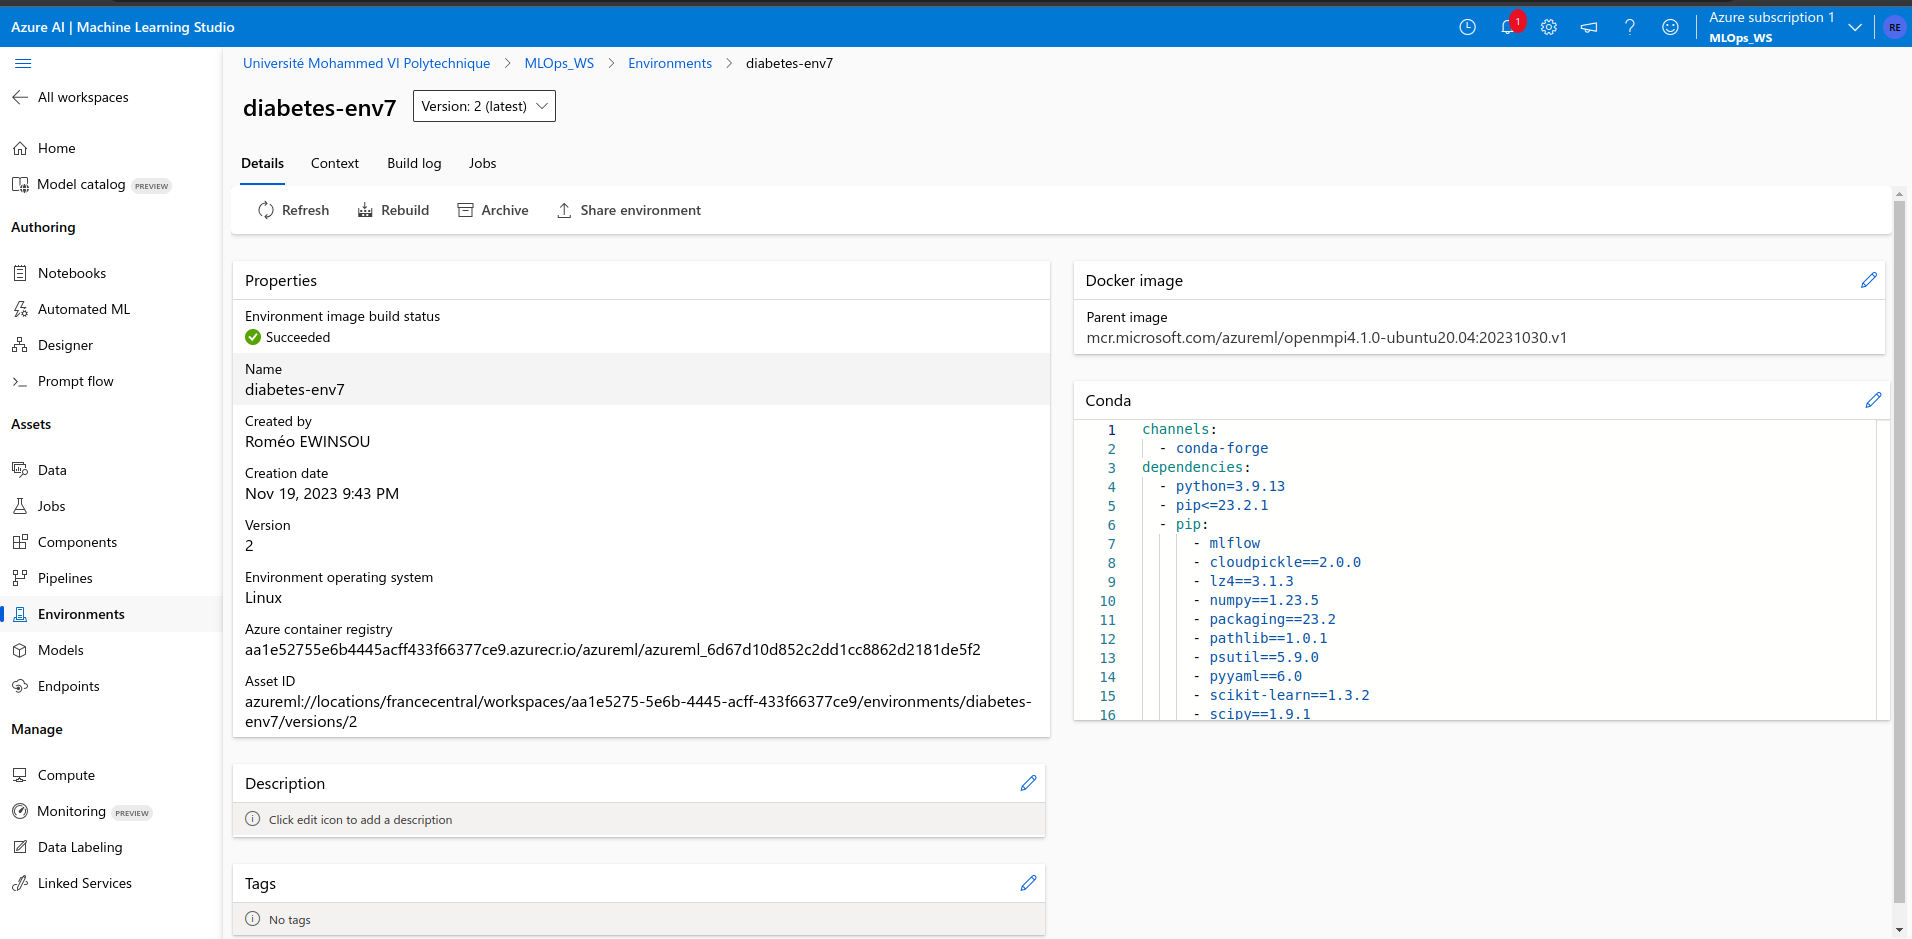 Azure AI | Machine Learning Studio
1
Azure subscription 1
MLOps_WS
RE
All workspaces
Home
Model catalog PREVIEW
Authoring
Notebooks
Automated ML
Designer
Prompt flow
Assets
Data
Jobs
Components
Pipelines
Environments
Models
Endpoints
Manage
Compute
Monitoring PREVIEW
Data Labeling
Linked Services
Université Mohammed VI Polytechnique > MLOps_WS > Environments > diabetes-env7
diabetes-env7 Version: 2 (latest)
Details Context Build log Jobs
Refresh Rebuild Archive Share environment
Properties
Environment image build status
Succeeded
Name
diabetes-env7
Created by
Roméo EWINSOU
Creation date
Nov 19, 2023 9:43 PM
Version
2
Environment operating system
Linux
Azure container registry
aa1e52755e6b4445acff433f66377ce9.azurecr.io/azureml/azureml_6d67d10d852c2dd1cc8862d2181de5f2
Asset ID
azureml://locations/francecentral/workspaces/aa1e5275-5e6b-4445-acff-433f66377ce9/environments/diabetes-
env7/versions/2
Description
Click edit icon to add a description
Tags
No tags
Docker image
Parent image
mcr.microsoft.com/azureml/openmpi4.1.0-ubuntu20.04:20231030.v1
Conda
1 channels:
2 - conda-forge
3 dependencies:
4 - python=3.9.13
5 - pip<=23.2.1
6 - pip:
7 - mlflow
8 - cloudpickle==2.0.0
9 - lz4==3.1.3
10 - numpy==1.23.5
11 - packaging==23.2
12 - pathlib==1.0.1
13 - psutil==5.9.0
14 - pyyaml==6.0
15 - scikit-learn==1.3.2
16 - scipy==1.9.1